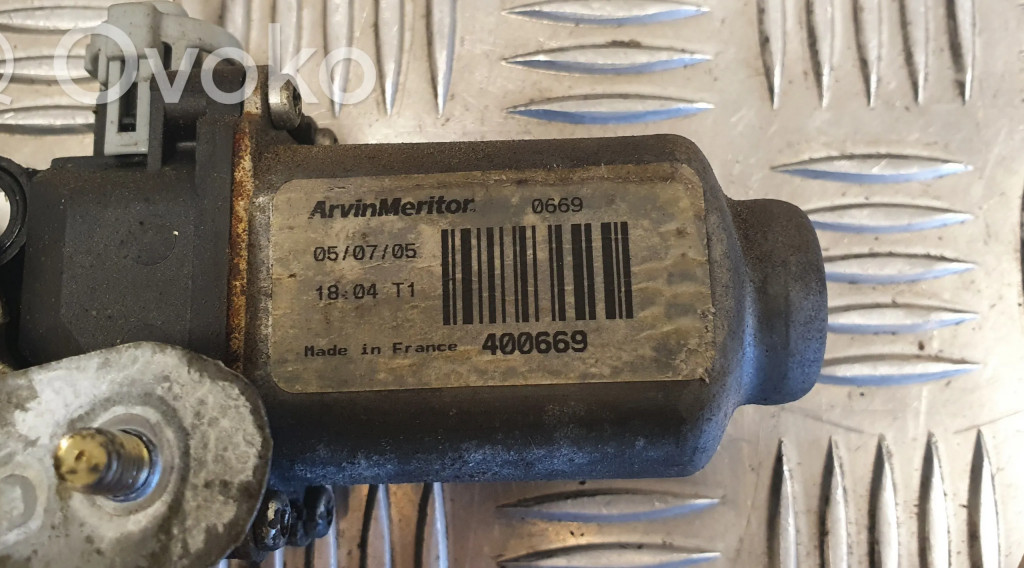 Ovoko
ArvinMeritor 0669
05/07/05
18:04 T1
Made in France 400669